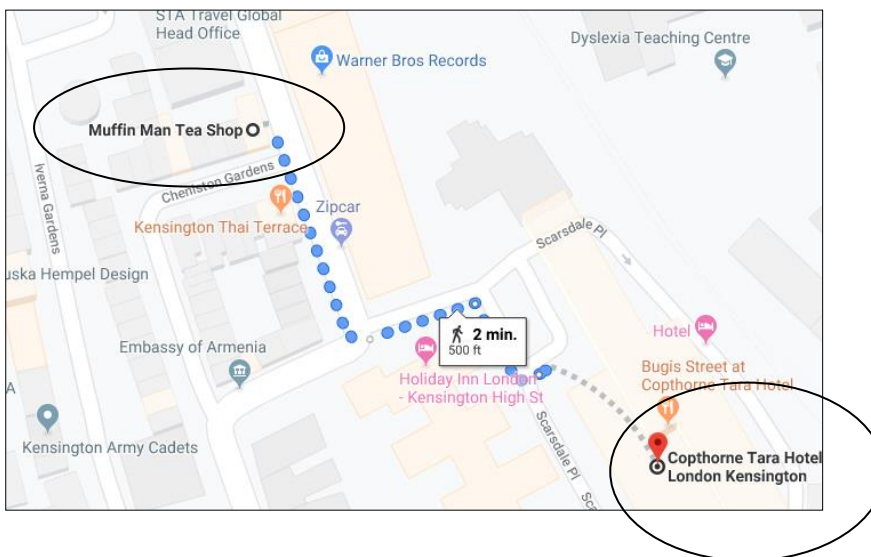 STA Travel Global
Head Office
Warner Bros Records
Dyslexia Teaching Centre
Muffin Man Tea Shop
Cheniston Gardens
Iverna Gardens
Kensington Thai Terrace
Zipcar
Scarsdale Pl
uska Hempel Design
2 min.
500 ft
Hotel
Embassy of Armenia
Holiday Inn London
- Kensington High St
Bugis Street at
Copthorne Tara Hotel
A
Kensington Army Cadets
Scarsdale Pl
Copthorne Tara Hotel
London Kensington
Sca